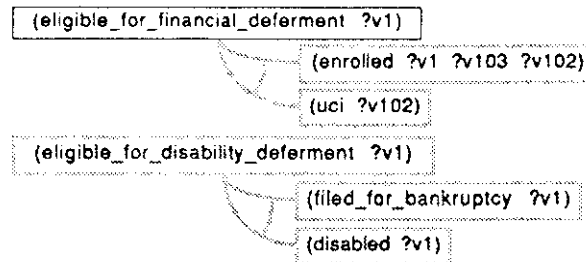 (eligible_for_financial_deferment ?v1)
(enrolled ?v1 ?v103 ?v102)
(uci ?v102)
(eligible_for_disability_deferment ?v1)
(filed_for_bankruptcy ?v1)
(disabled ?v1)